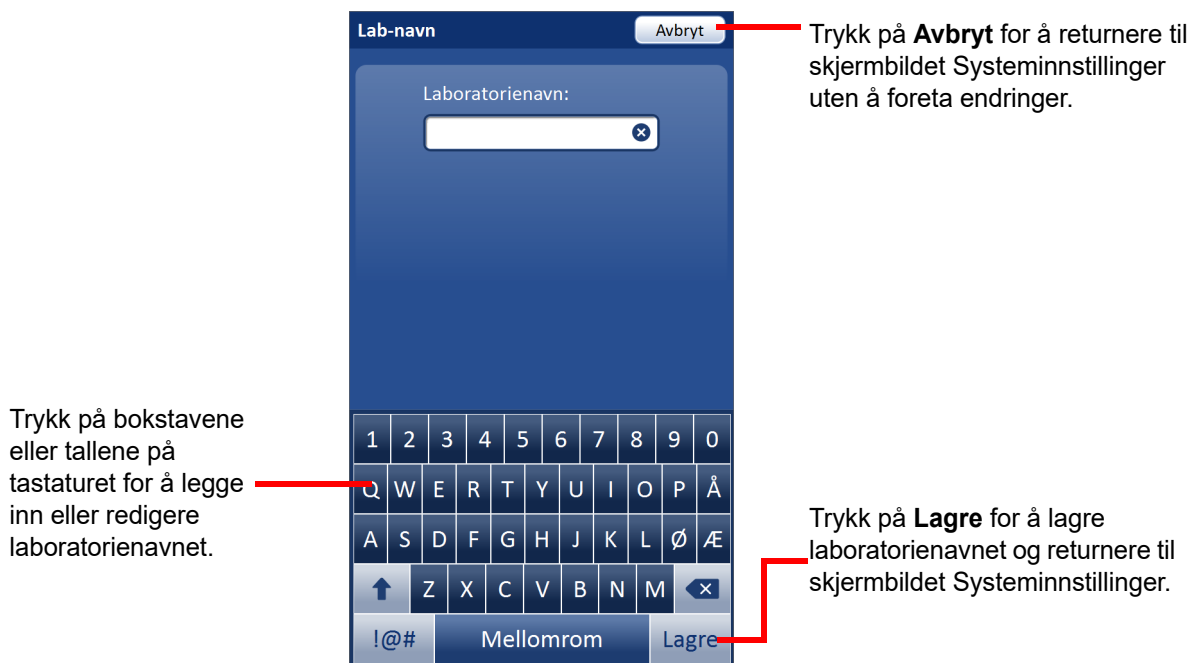 Lab-navn
Avbryt
Trykk på Avbryt for å returnere til
skjermbildet Systeminnstillinger
uten å foreta endringer.
Laboratorienavn:
Trykk på bokstavene
eller tallene på
tastaturet for å legge
inn eller redigere
laboratorienavnet.
1 2 3 4 5 6 7 8 9 0
Q W E R T Y U I O P Å
A S D F G H J K L Ø Æ
Z X C V B N M
!@# Mellomrom Lagre
Trykk på Lagre for å lagre
laboratorienavnet og returnere til
skjermbildet Systeminnstillinger.